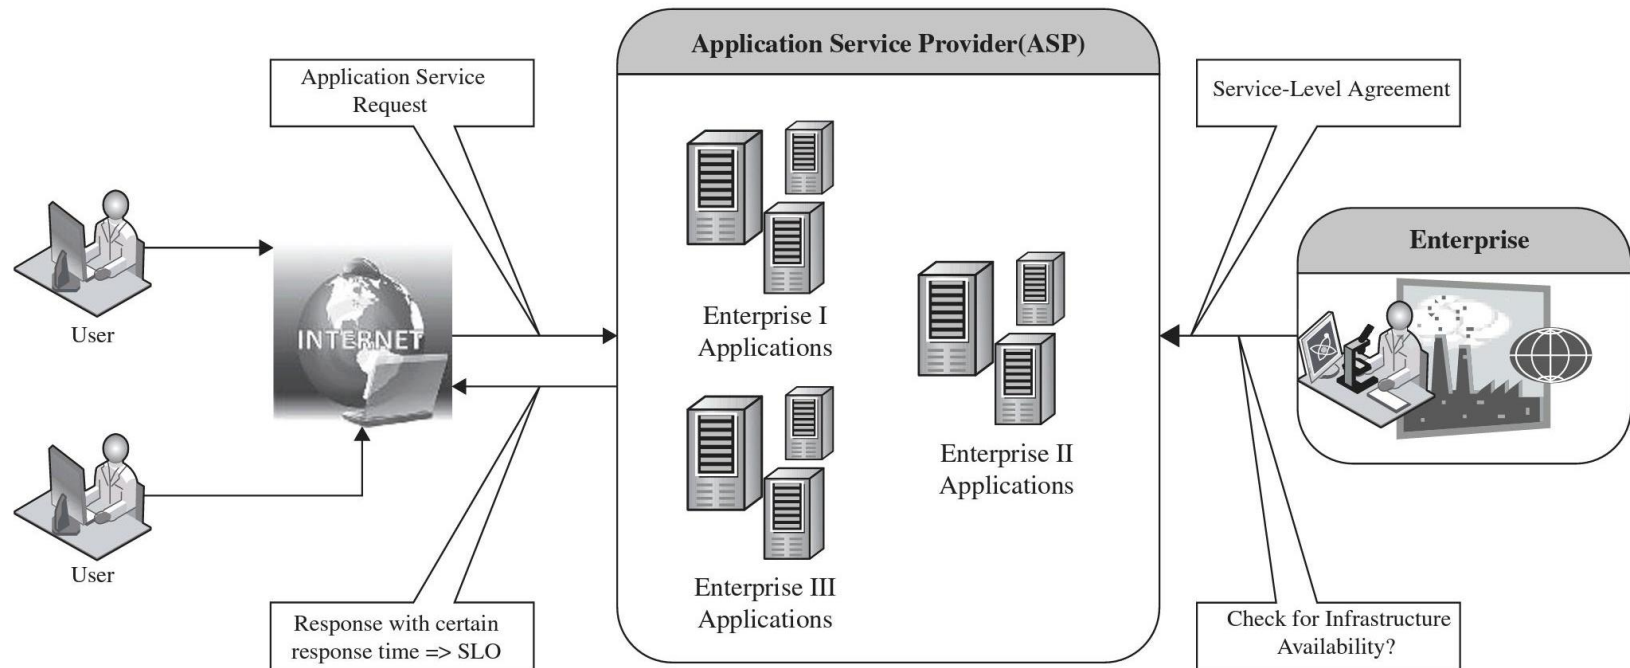 Application Service Provider(ASP)
Application Service
Request
Service-Level Agreement
Enterprise
User
INTERNET
Enterprise I
Applications
Enterprise II
Applications
User
Enterprise III
Applications
Response with certain
response time => SLO
Check for Infrastructure
Availability?